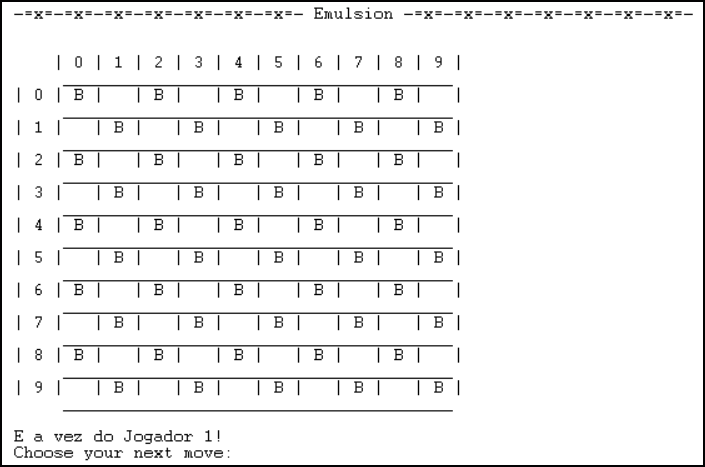 -=x=-=x=-=x=-=x=-=x=-=x=-=x=- Emulsion -=x=-=x=-=x=-=x=-=x=-=x=-=x=-
| 0 | 1 | 2 | 3 | 4 | 5 | 6 | 7 | 8 | 9 |
| 0 | B |   | B |   | B |   | B |   | B |   |
| 1 |   | B |   | B |   | B |   | B |   | B |
| 2 | B |   | B |   | B |   | B |   | B |   |
| 3 |   | B |   | B |   | B |   | B |   | B |
| 4 | B |   | B |   | B |   | B |   | B |   |
| 5 |   | B |   | B |   | B |   | B |   | B |
| 6 | B |   | B |   | B |   | B |   | B |   |
| 7 |   | B |   | B |   | B |   | B |   | B |
| 8 | B |   | B |   | B |   | B |   | B |   |
| 9 |   | B |   | B |   | B |   | B |   | B |
E a vez do Jogador 1!
Choose your next move: